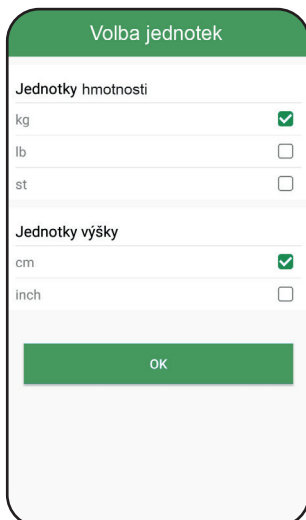 Volba jednotek
Jednotky hmotnosti
kg
lb
st
Jednotky výšky
cm
inch
OK